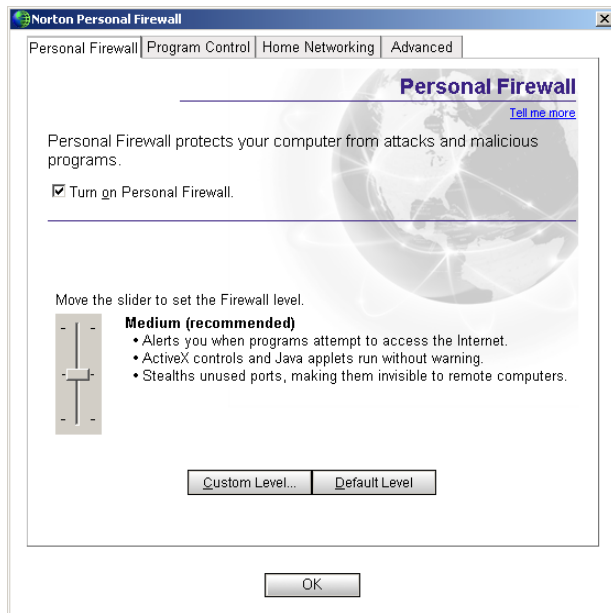 Norton Personal Firewall
Personal Firewall Program Control Home Networking Advanced
Personal Firewall
Tell me more
Personal Firewall protects your computer from attacks and malicious
programs.
Turn on Personal Firewall.
Move the slider to set the Firewall level.
Medium (recommended)
• Alerts you when programs attempt to access the Internet.
• ActiveX controls and Java applets run without warning.
• Stealths unused ports, making them invisible to remote computers.
Custom Level... Default Level
OK